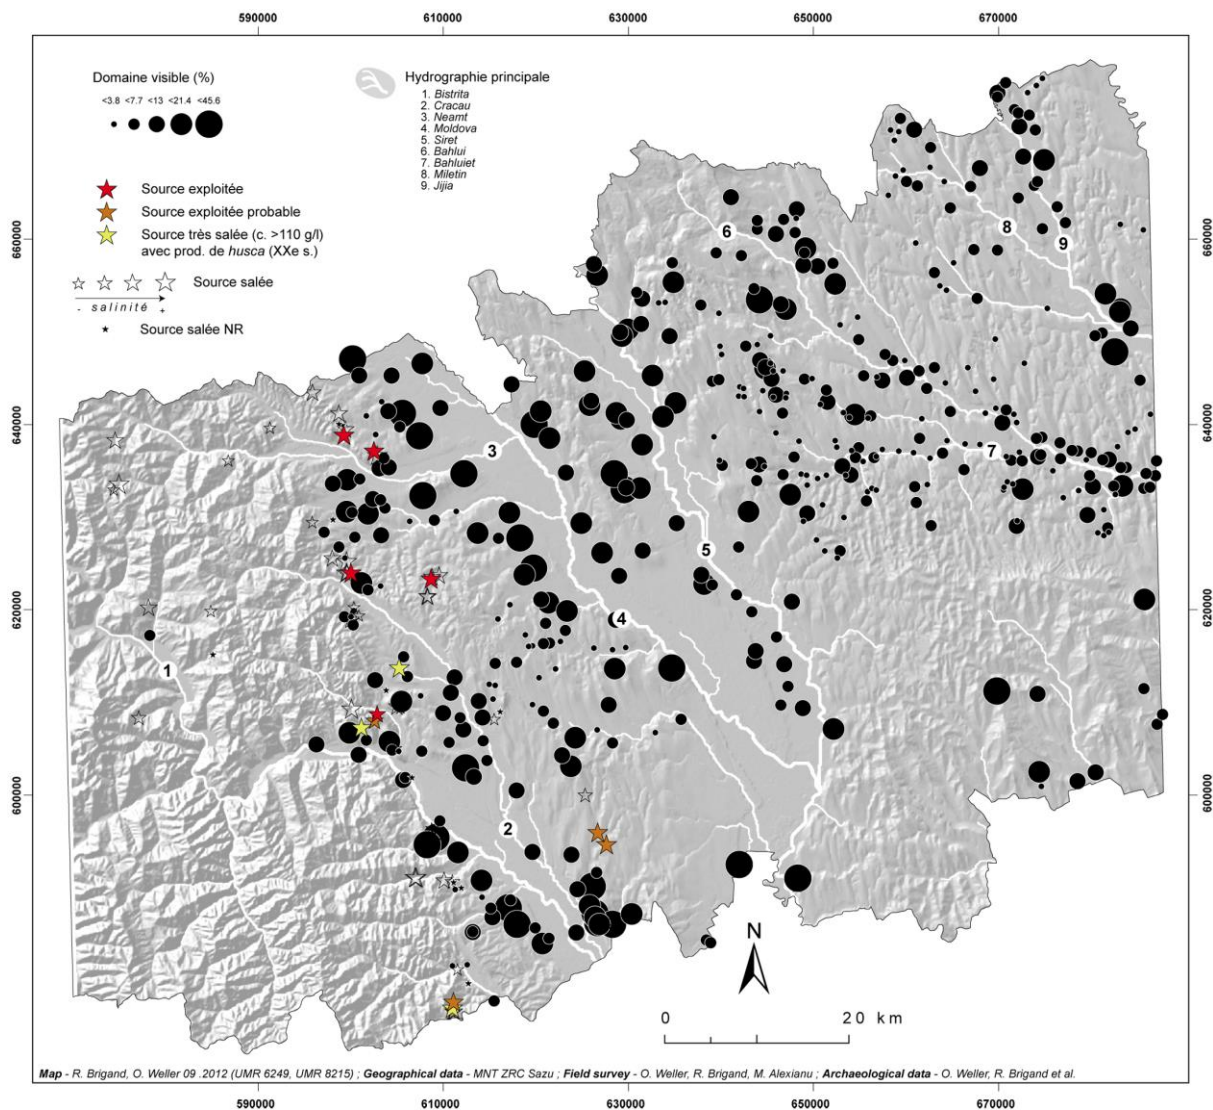 590000 610000 630000 650000 670000
Domaine visible (%)
<3.8 <7.7 <13 <21.4 <45.6
Source exploitée
Source exploitée probable
Source très salée (c. >110 g/l)
avec prod. de husca (XXe s.)
Source salée
- salinité +
Source salée NR
Hydrographie principale
1. Bistrita
2. Cracau
3. Neamt
4. Moldova
5. Siret
6. Bahlui
7. Bahluiet
8. Miletin
9. Jijia
660000
640000
620000
600000
660000
640000
620000
600000
6
8
9
3
7
5
4
1
2
N
0 20 km
Map - R. Brigand, O. Weller 09 .2012 (UMR 6249, UMR 8215) ; Geographical data - MNT ZRC Sazu ; Field survey - O. Weller, R. Brigand, M. Alexianu ; Archaeological data - O. Weller, R. Brigand et al.
590000 610000 630000 650000 670000